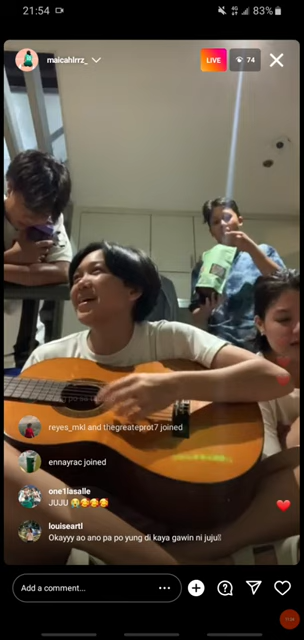 21:54
4G
83%
maicahlrrz_
LIVE
74
reyes_mkl and thegreateprot7 joined
ennayrac joined
one1lasalle
JUJU 😭🥰🥰🥰
louiseartl
Okayyy ao ano pa po yung di kaya gawin ni juju!!
Add a comment...